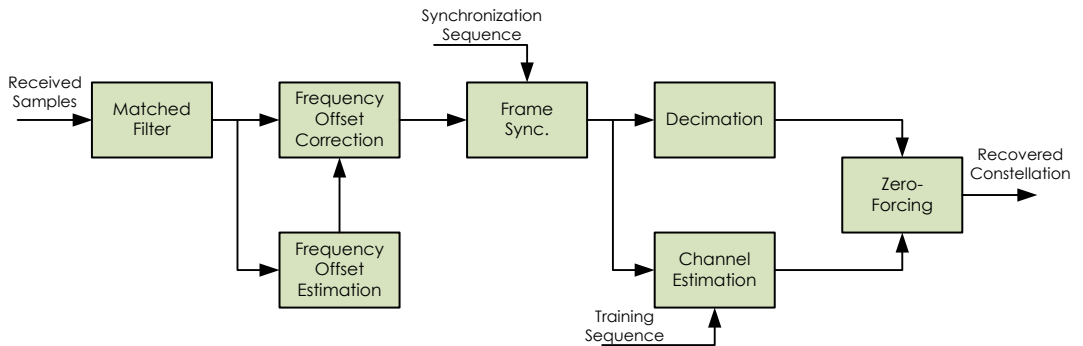 Synchronization
Sequence
Received
Samples
Matched
Filter
Frequency
Offset
Correction
Frame
Sync.
Decimation
Zero-
Forcing
Recovered
Constellation
Frequency
Offset
Estimation
Channel
Estimation
Training
Sequence